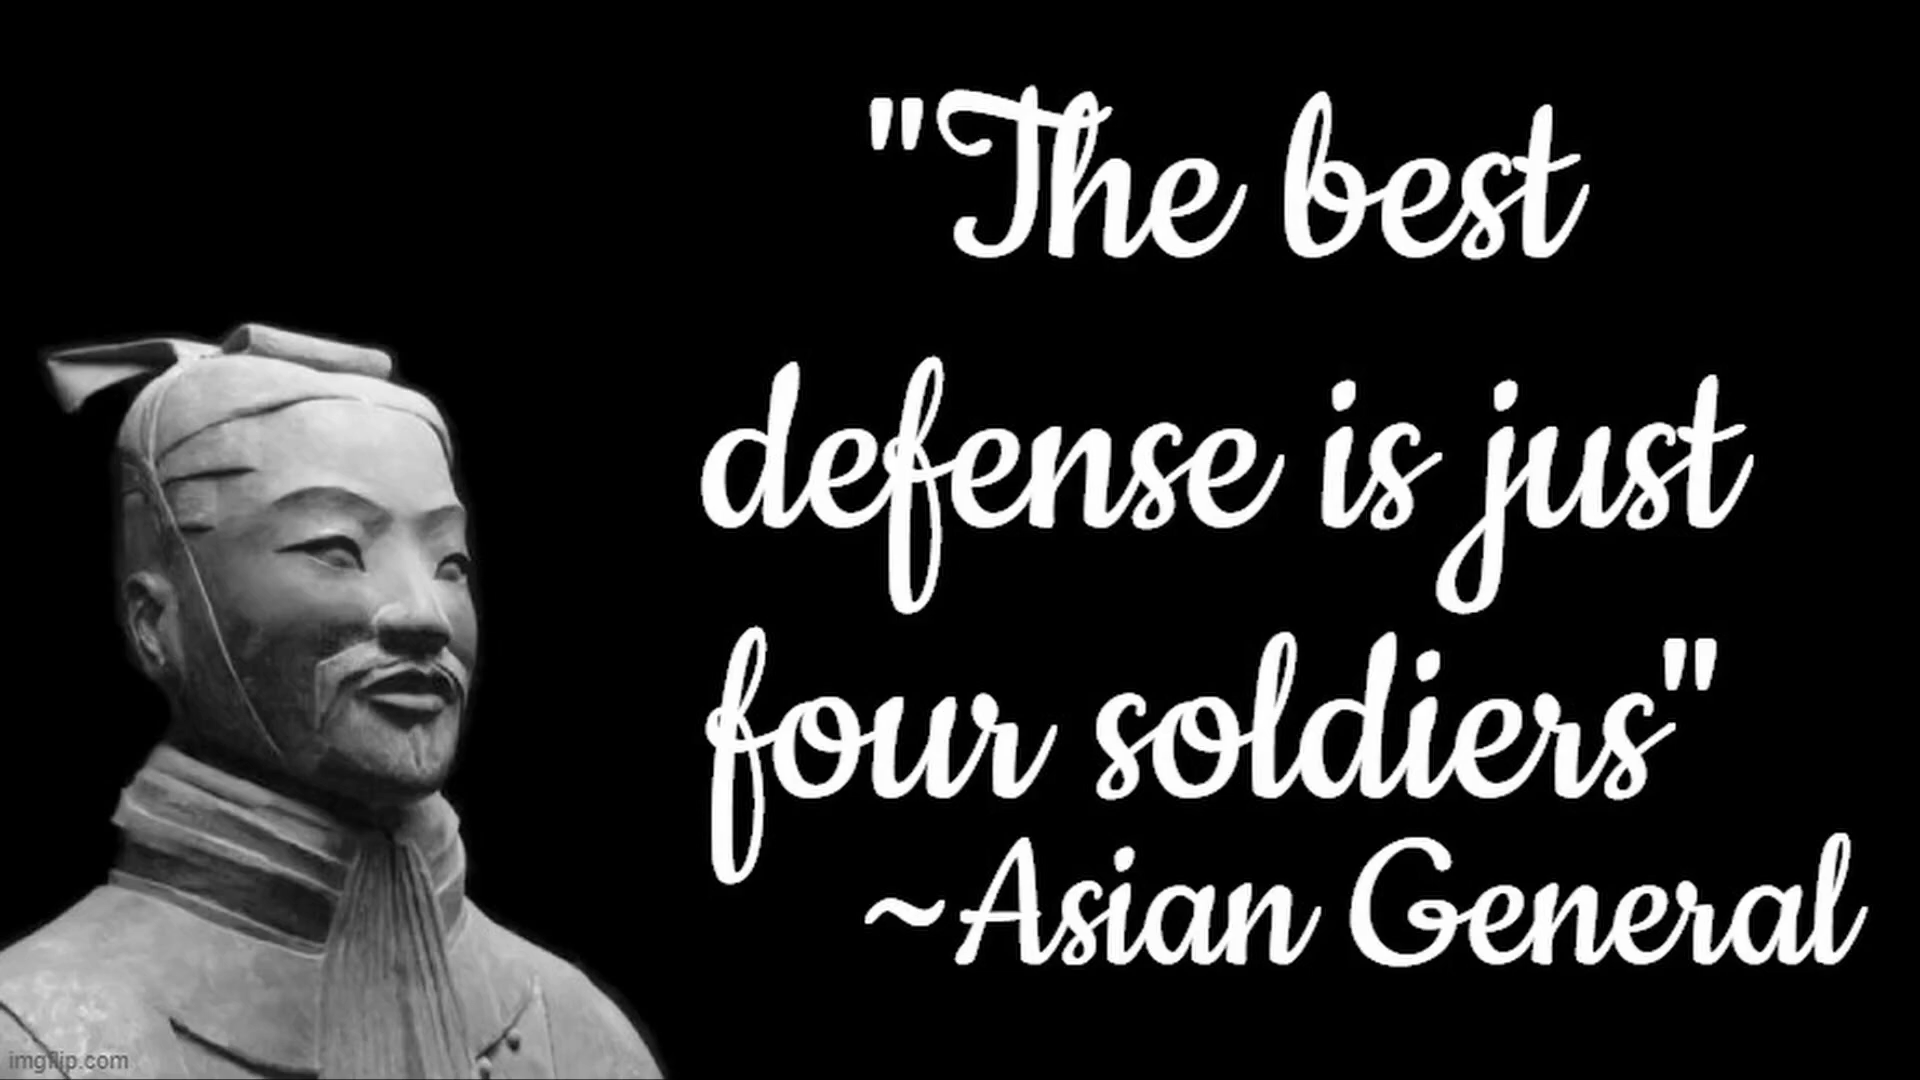 "The best
defense is just
four soldiers"
~Asian General
imgflip.com